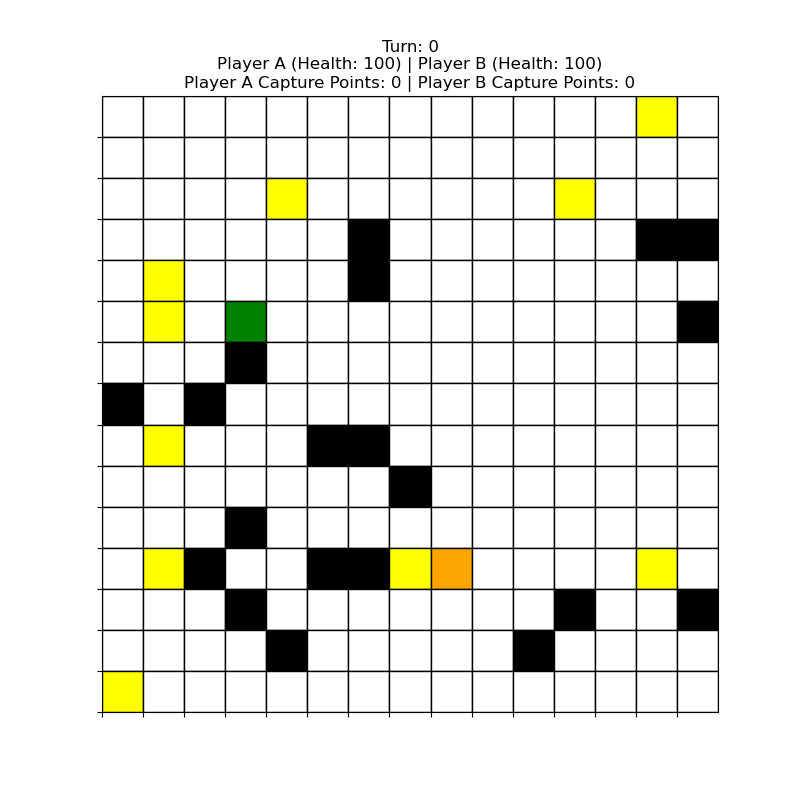 Turn: 0
Player A (Health: 100) | Player B (Health: 100)
Player A Capture Points: 0 | Player B Capture Points: 0